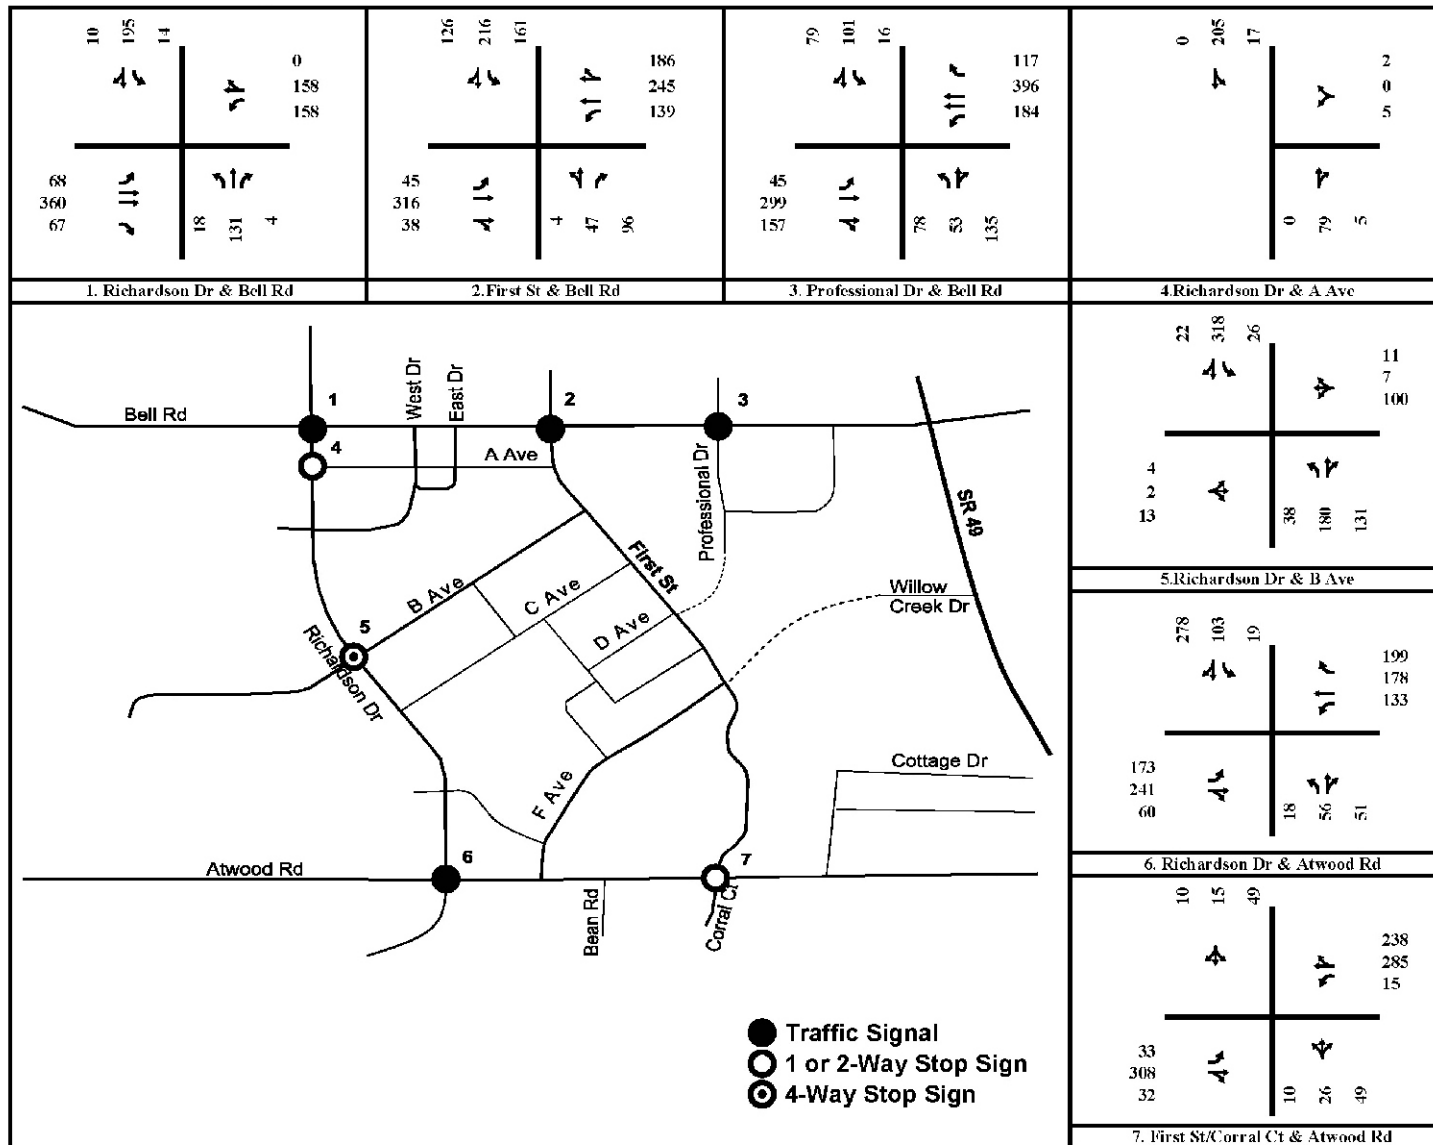 10 195 14
0
158
158
68
360
67
18 131 4
1. Richardson Dr & Bell Rd
126 216 161
186
245
139
45
316
38
4 47 96
2.First St & Bell Rd
79 101 16
117
396
184
45
299
157
78 53 135
3. Professional Dr & Bell Rd
0 205 17
2
0
5
0 79 5
4.Richardson Dr & A Ave
22 318 26
11
7
100
4
2
13
38 180 131
5.Richardson Dr & B Ave
278 103 19
199
178
133
173
241
60
18 56 51
6. Richardson Dr & Atwood Rd
10 15 49
238
285
15
33
308
32
10 26 49
7. First St/Corral Ct & Atwood Rd
Bell Rd
1
West Dr
East Dr
2
3
4
A Ave
Professional Dr
SR 49
First St
B Ave
C Ave
D Ave
Willow
Creek Dr
5
Richardson Dr
F Ave
Cottage Dr
Atwood Rd
6
7
Bean Rd
Corral Ct
Traffic Signal
1 or 2-Way Stop Sign
4-Way Stop Sign